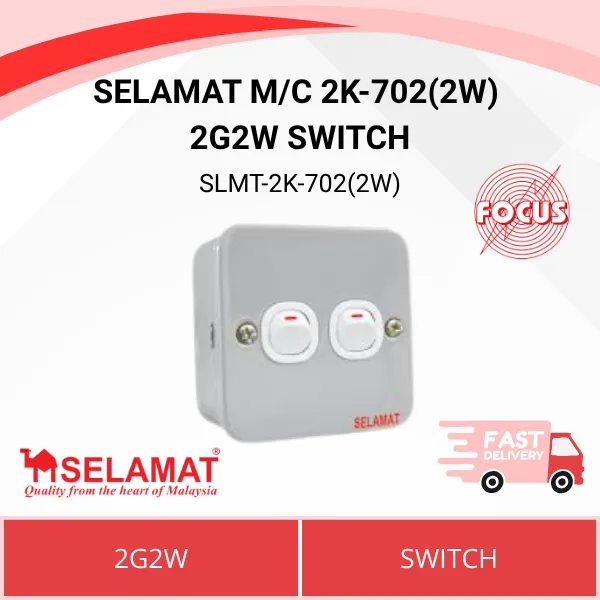 SELAMAT M/C 2K-702(2W)
2G2W SWITCH
SLMT-2K-702(2W)
FOCUS
SELAMAT
FAST
DELIVERY
SELAMAT
Quality from the heart of Malaysia
2G2W
SWITCH